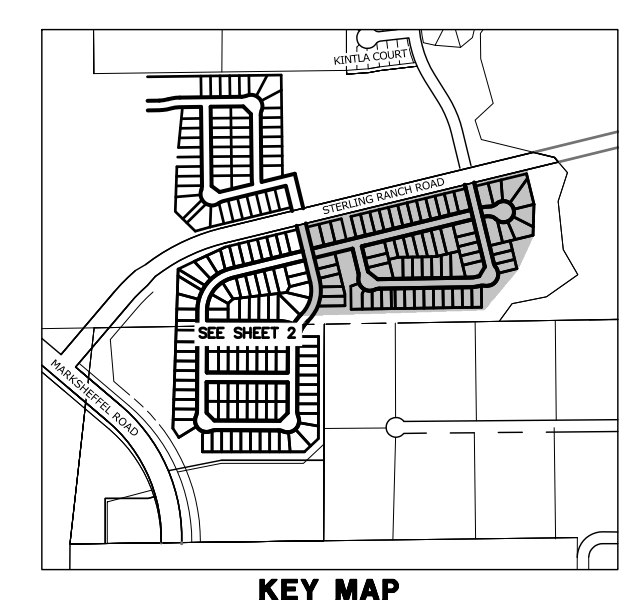 KINTLA COURT
STERLING RANCH ROAD
SEE SHEET 2
MARKSHEFFEL ROAD
KEY MAP